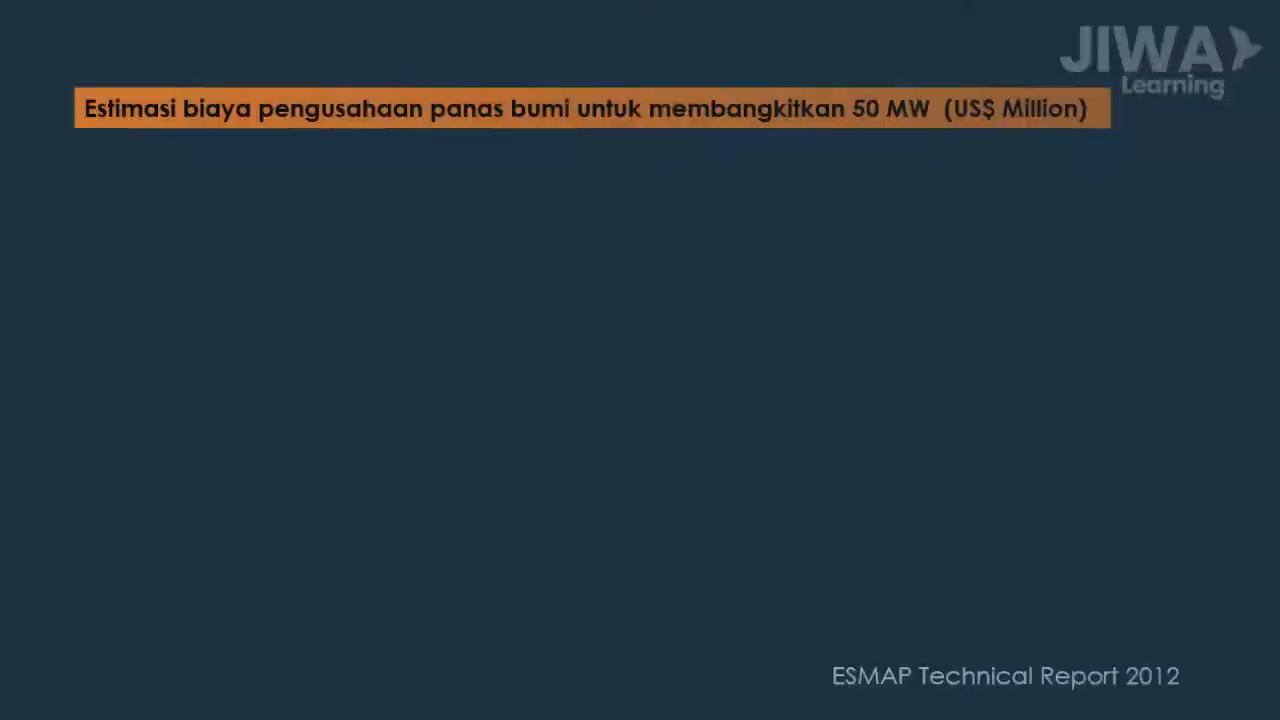 JIWA
Learning
Estimasi biaya pengusahaan panas bumi untuk membangkitkan 50 MW (US$ Million)
ESMAP Technical Report 2012